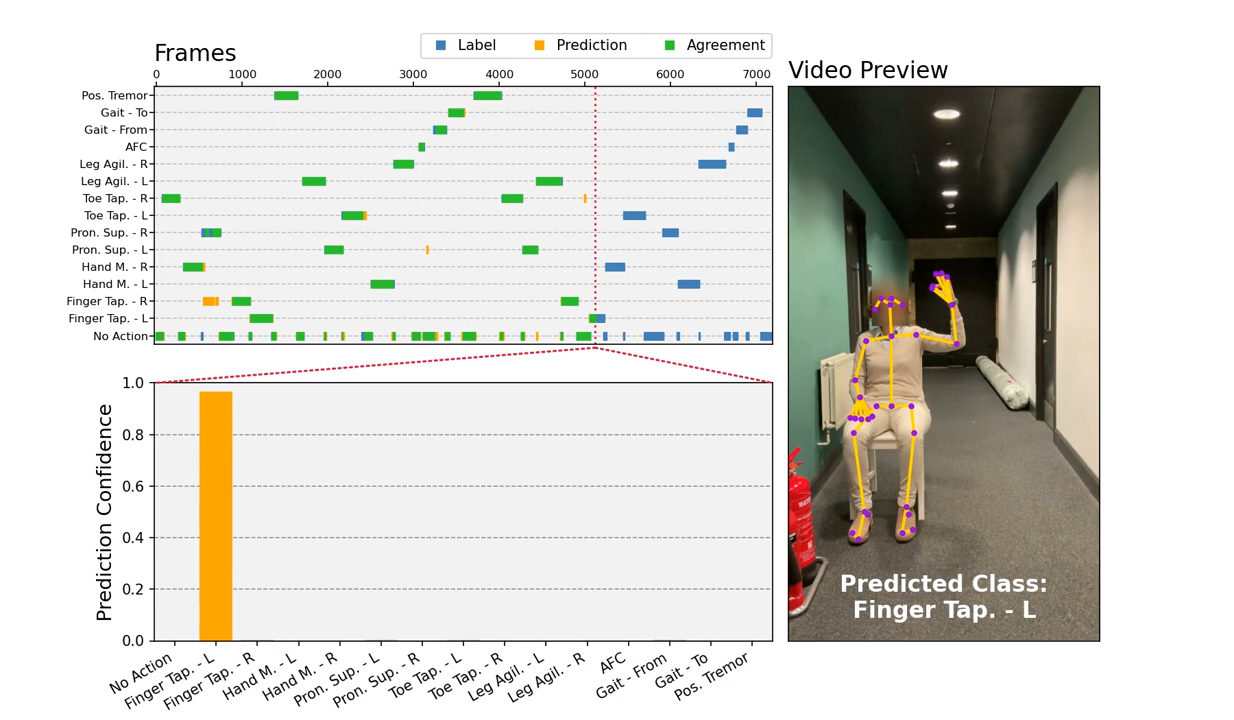 Frames
Label Prediction Agreement
0 1000 2000 3000 4000 5000 6000 7000
Pos. Tremor
Gait - To
Gait - From
AFC
Leg Agil. - R
Leg Agil. - L
Toe Tap. - R
Toe Tap. - L
Pron. Sup. - R
Pron. Sup. - L
Hand M. - R
Hand M. - L
Finger Tap. - R
Finger Tap. - L
No Action
Prediction Confidence
1.0
0.8
0.6
0.4
0.2
0.0
No Action
Finger Tap. - L
Finger Tap. - R
Hand M. - L
Hand M. - R
Pron. Sup. - L
Pron. Sup. - R
Toe Tap. - L
Toe Tap. - R
Leg Agil. - L
Leg Agil. - R
AFC
Gait - From
Gait - To
Pos. Tremor
Video Preview
Predicted Class:
Finger Tap. - L